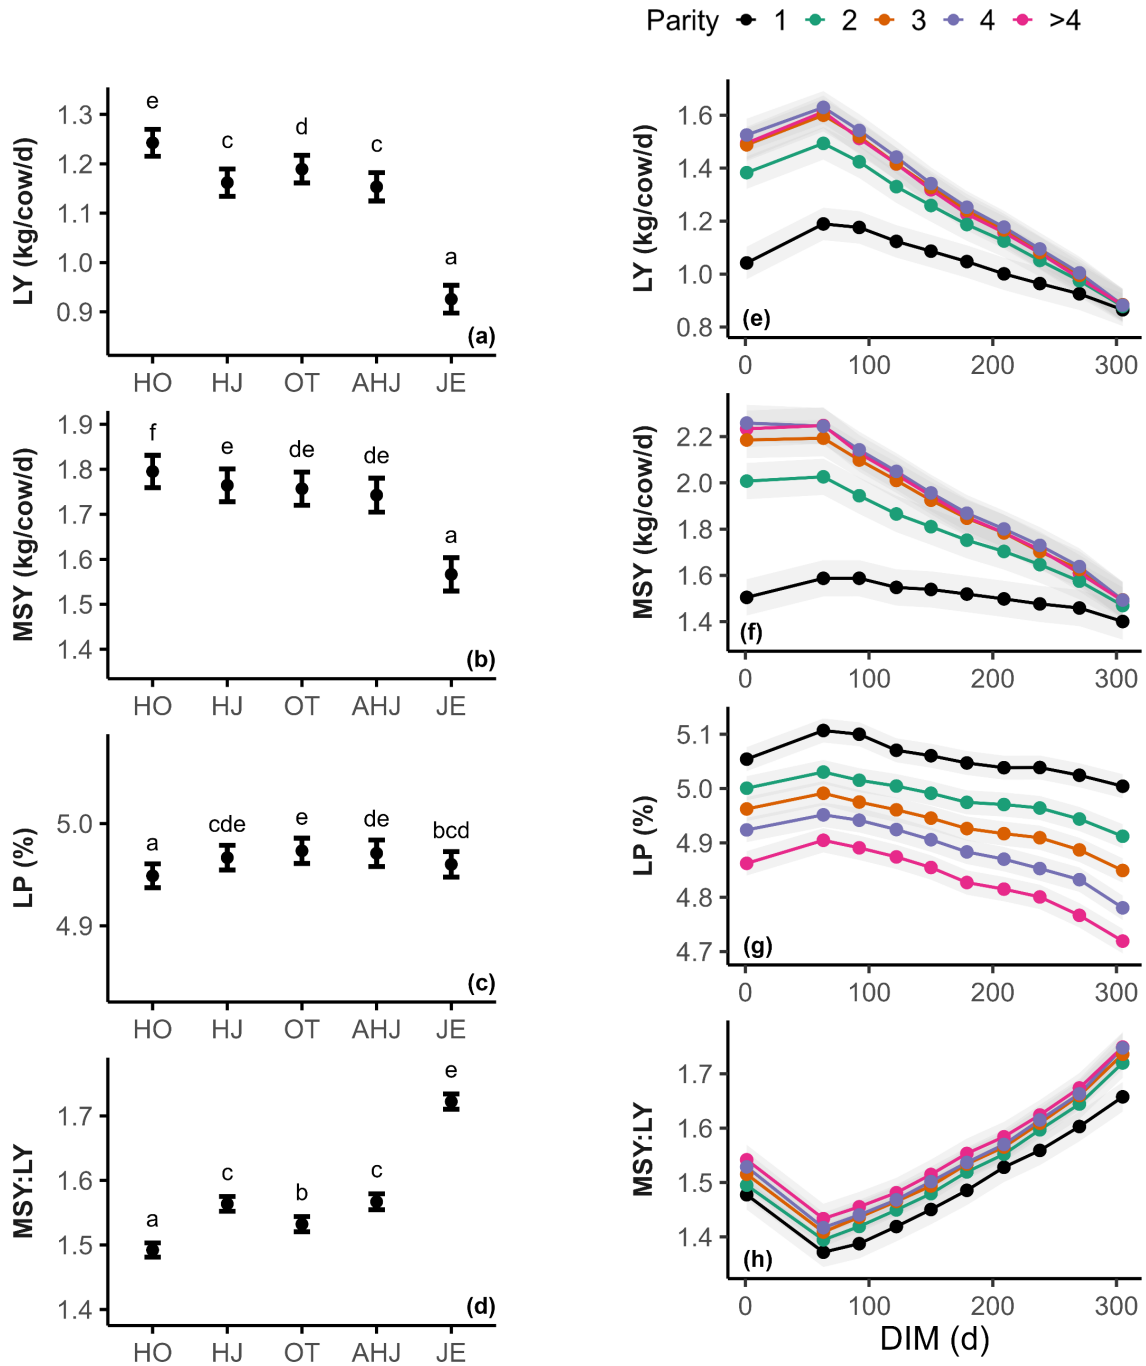 Parity 1 2 3 4 >4
LY (kg/cow/d)
1.3
1.2
1.1
1.0
0.9
e
c
d
c
a
(a)
HO HJ OT AHJ JE
MSY (kg/cow/d)
1.9
1.8
1.7
1.6
1.5
1.4
f
e
de
de
a
(b)
HO HJ OT AHJ JE
LP (%)
5.0
4.9
a
cde
e
de
bcd
(c)
HO HJ OT AHJ JE
MSY:LY
1.7
1.6
1.5
1.4
a
c
b
c
e
(d)
HO HJ OT AHJ JE
LY (kg/cow/d)
1.6
1.4
1.2
1.0
0.8
(e)
0 100 200 300
MSY (kg/cow/d)
2.2
2.0
1.8
1.6
1.4
(f)
0 100 200 300
LP (%)
5.1
5.0
4.9
4.8
4.7
(g)
0 100 200 300
MSY:LY
1.7
1.6
1.5
1.4
(h)
0 100 200 300
DIM (d)